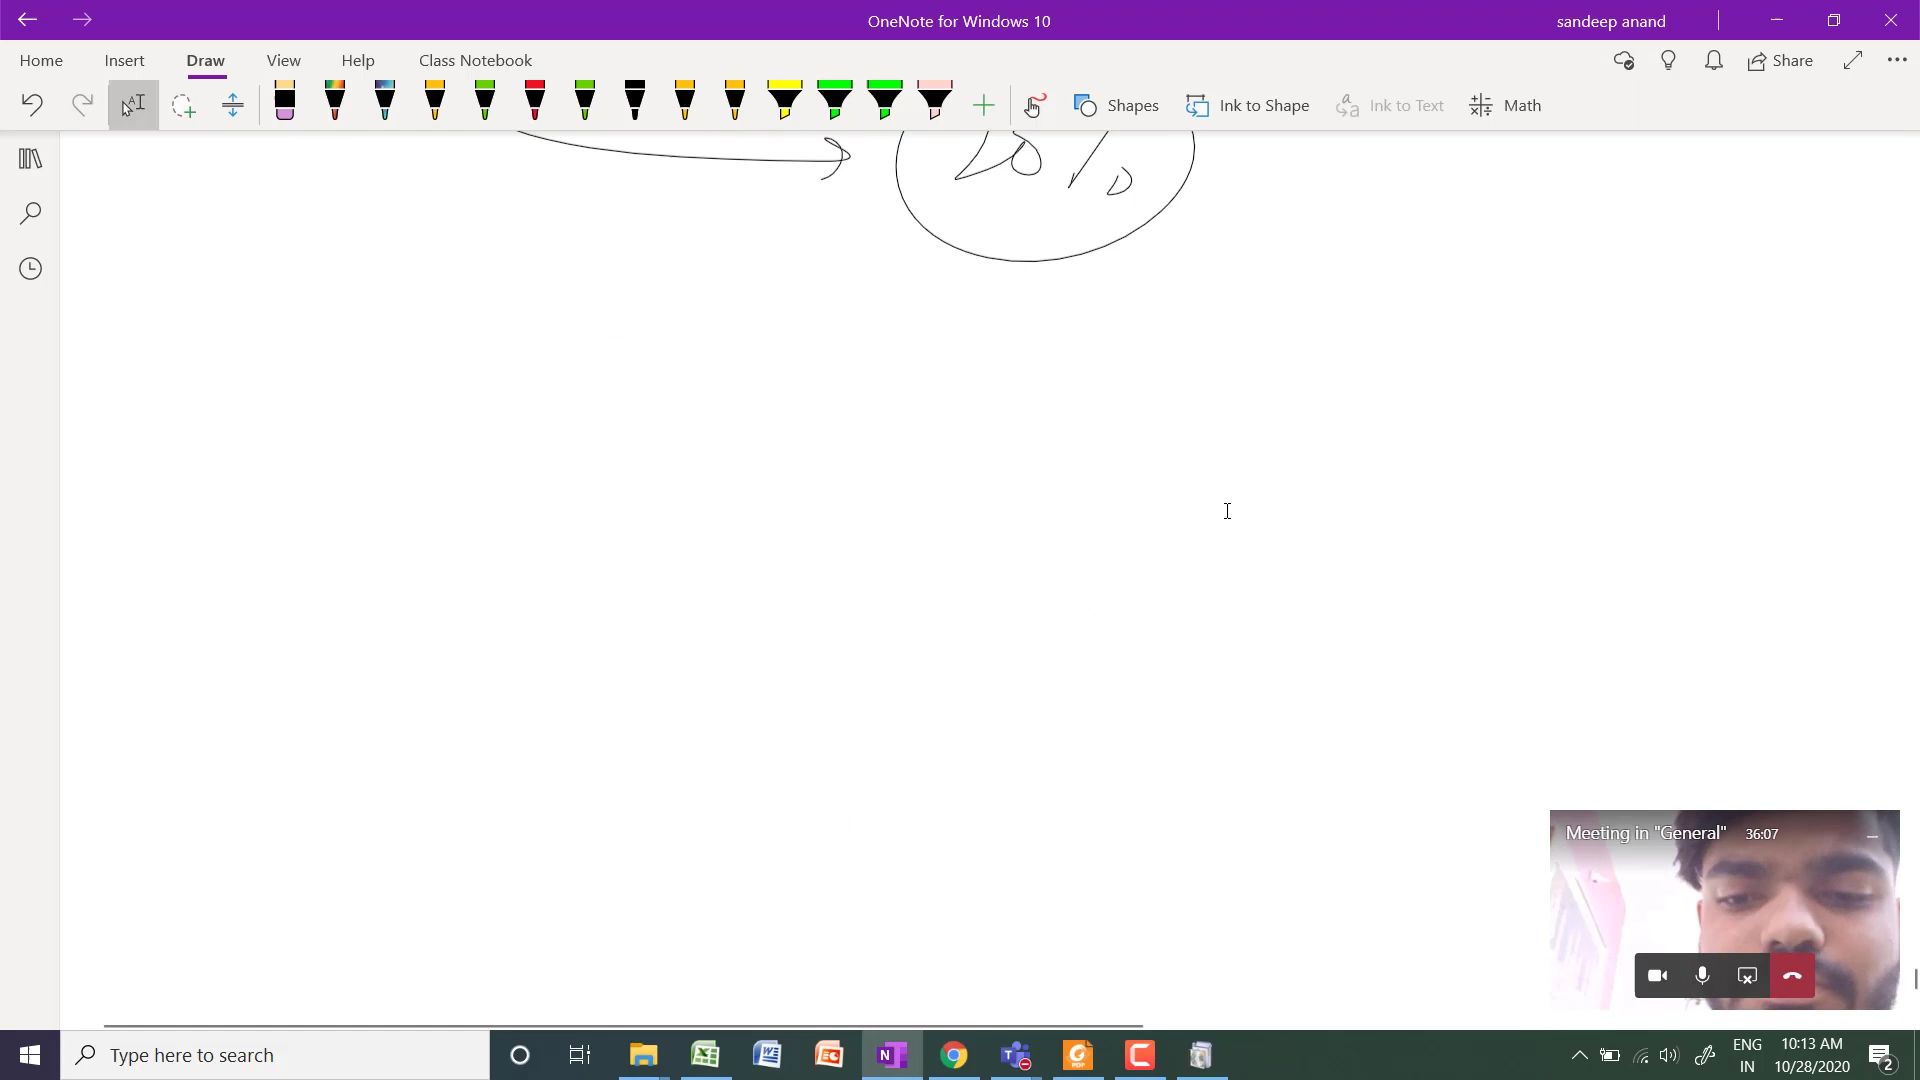 OneNote for Windows 10
sandeep anand
Home Insert Draw View Help Class Notebook
Share
Shapes
Ink to Shape
Ink to Text
Math
Meeting in "General" 36:07
Type here to search
ENG
IN
10:13 AM
10/28/2020
2